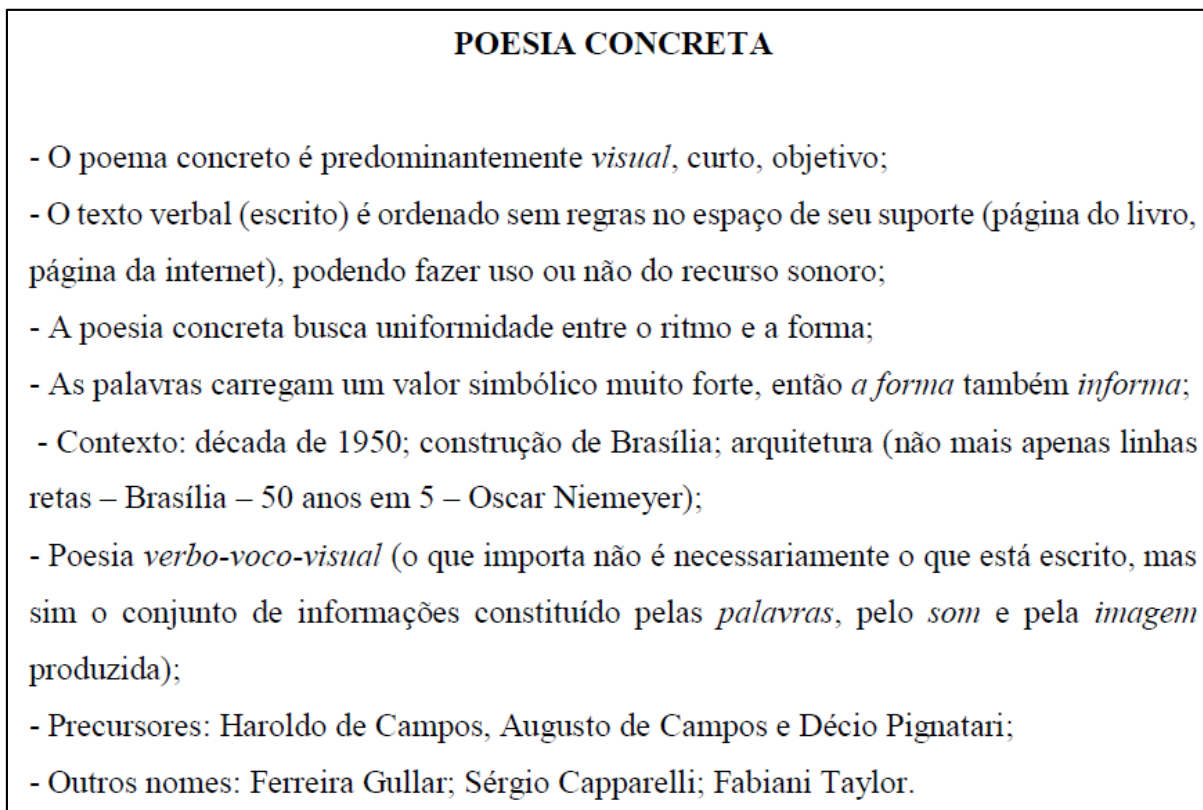 POESIA CONCRETA
- O poema concreto é predominantemente visual, curto, objetivo;
- O texto verbal (escrito) é ordenado sem regras no espaço de seu suporte (página do livro,
página da internet), podendo fazer uso ou não do recurso sonoro;
- A poesia concreta busca uniformidade entre o ritmo e a forma;
- As palavras carregam um valor simbólico muito forte, então a forma também informa;
- Contexto: década de 1950; construção de Brasília; arquitetura (não mais apenas linhas
retas – Brasília – 50 anos em 5 – Oscar Niemeyer);
- Poesia verbo-voco-visual (o que importa não é necessariamente o que está escrito, mas
sim o conjunto de informações constituído pelas palavras, pelo som e pela imagem
produzida);
- Precursores: Haroldo de Campos, Augusto de Campos e Décio Pignatari;
- Outros nomes: Ferreira Gullar; Sérgio Capparelli; Fabiani Taylor.